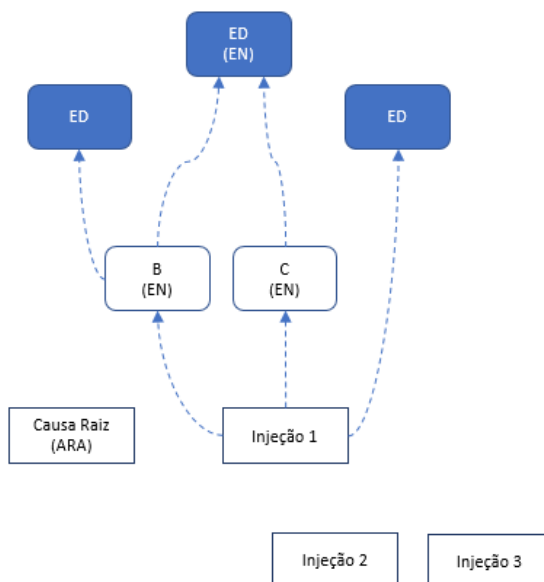 ED
(EN)
ED
ED
B
(EN)
C
(EN)
Causa Raiz
(ARA)
Injeção 1
Injeção 2
Injeção 3